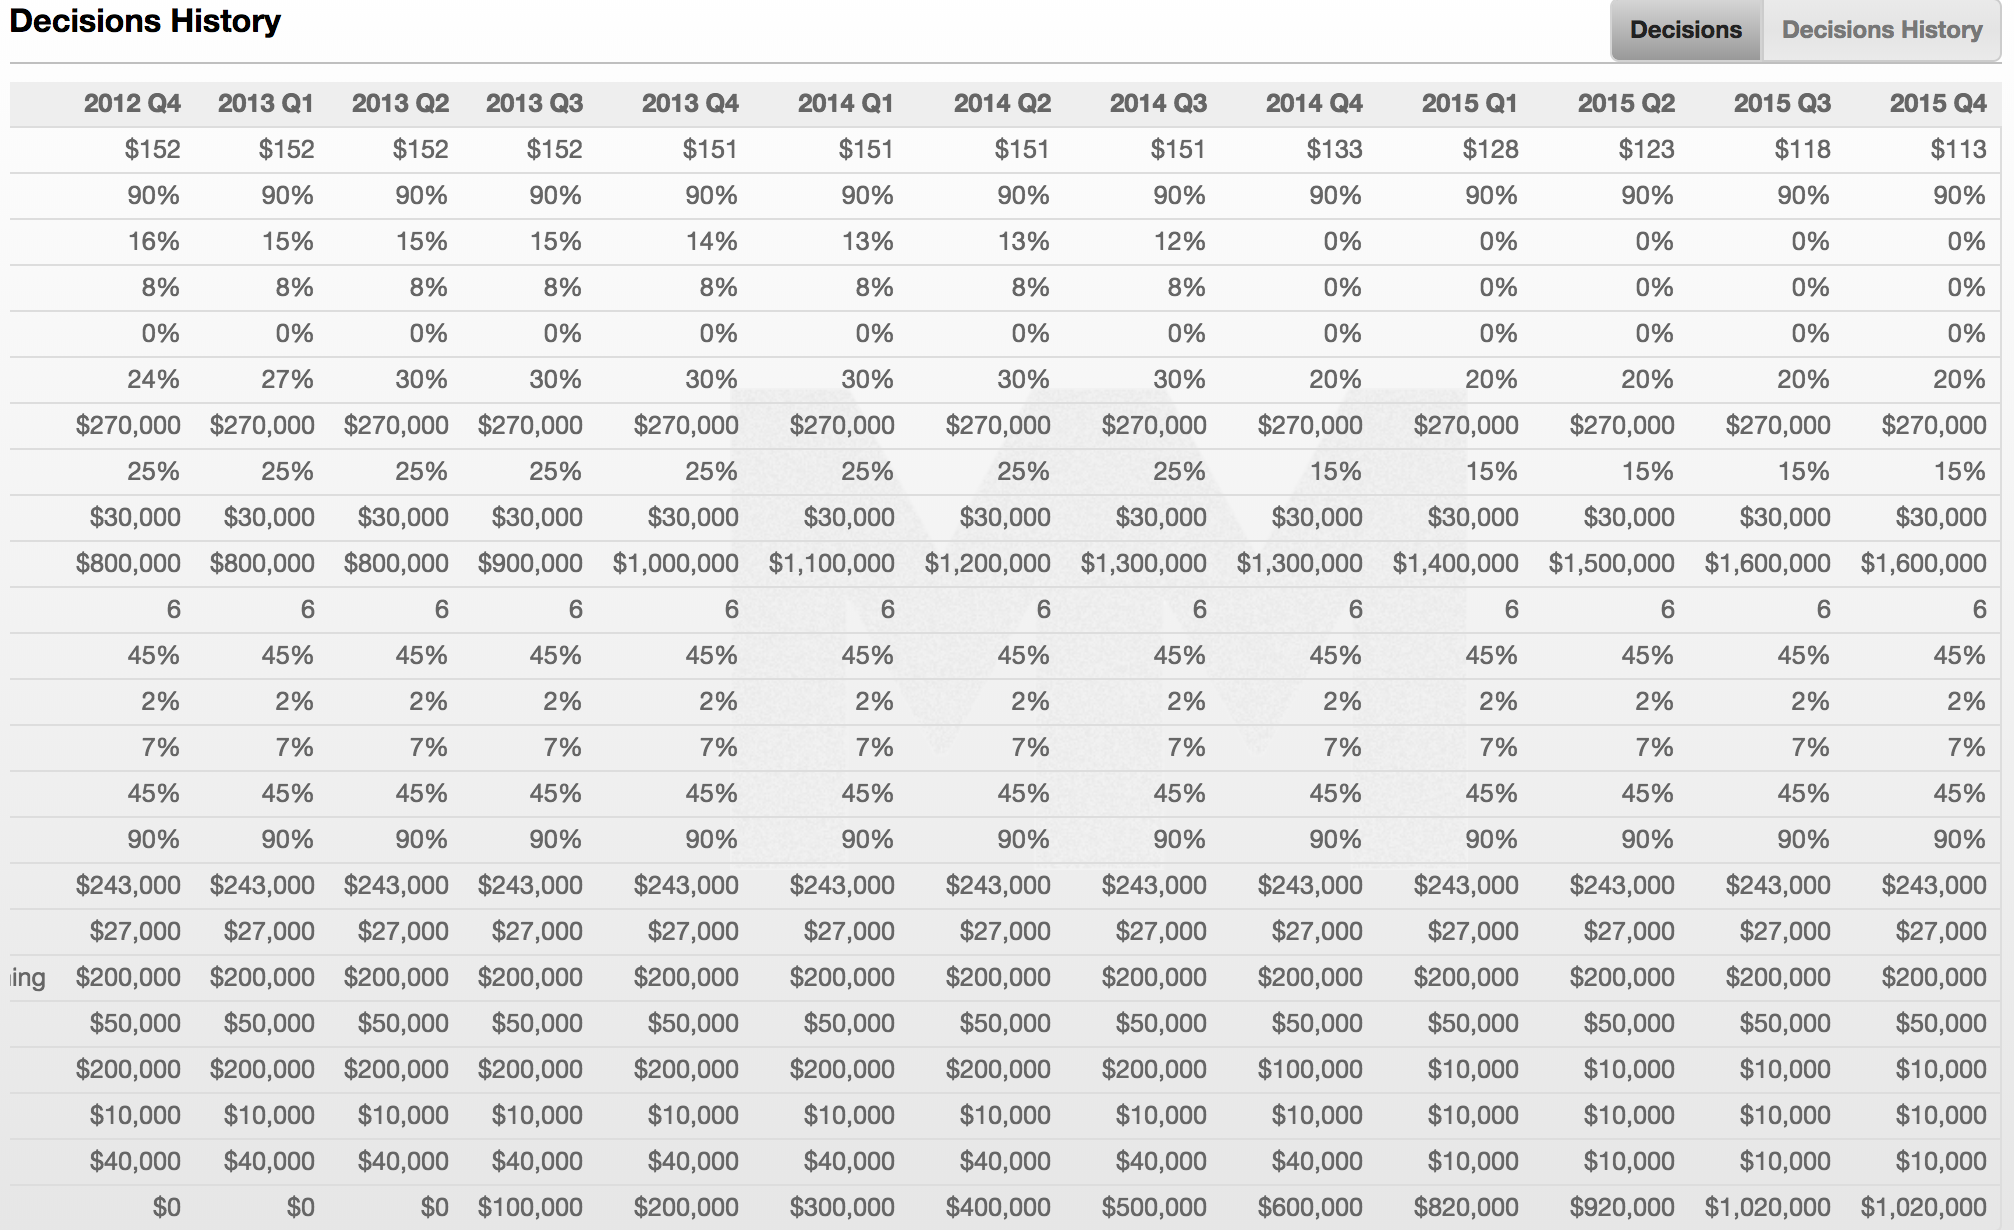 Decisions History
Decisions Decisions History
2012 Q4 2013 Q1 2013 Q2 2013 Q3 2013 Q4 2014 Q1 2014 Q2 2014 Q3 2014 Q4 2015 Q1 2015 Q2 2015 Q3 2015 Q4
$152 $152 $152 $152 $151 $151 $151 $151 $133 $128 $123 $118 $113
90% 90% 90% 90% 90% 90% 90% 90% 90% 90% 90% 90% 90%
16% 15% 15% 15% 14% 13% 13% 12% 0% 0% 0% 0% 0%
8% 8% 8% 8% 8% 8% 8% 8% 0% 0% 0% 0% 0%
0% 0% 0% 0% 0% 0% 0% 0% 0% 0% 0% 0% 0%
24% 27% 30% 30% 30% 30% 30% 30% 20% 20% 20% 20% 20%
$270,000 $270,000 $270,000 $270,000 $270,000 $270,000 $270,000 $270,000 $270,000 $270,000 $270,000 $270,000 $270,000
25% 25% 25% 25% 25% 25% 25% 25% 15% 15% 15% 15% 15%
$30,000 $30,000 $30,000 $30,000 $30,000 $30,000 $30,000 $30,000 $30,000 $30,000 $30,000 $30,000 $30,000
$800,000 $800,000 $800,000 $900,000 $1,000,000 $1,100,000 $1,200,000 $1,300,000 $1,300,000 $1,400,000 $1,500,000 $1,600,000 $1,600,000
6 6 6 6 6 6 6 6 6 6 6 6 6
45% 45% 45% 45% 45% 45% 45% 45% 45% 45% 45% 45% 45%
2% 2% 2% 2% 2% 2% 2% 2% 2% 2% 2% 2% 2%
7% 7% 7% 7% 7% 7% 7% 7% 7% 7% 7% 7% 7%
45% 45% 45% 45% 45% 45% 45% 45% 45% 45% 45% 45% 45%
90% 90% 90% 90% 90% 90% 90% 90% 90% 90% 90% 90% 90%
$243,000 $243,000 $243,000 $243,000 $243,000 $243,000 $243,000 $243,000 $243,000 $243,000 $243,000 $243,000 $243,000
$27,000 $27,000 $27,000 $27,000 $27,000 $27,000 $27,000 $27,000 $27,000 $27,000 $27,000 $27,000 $27,000
ing $200,000 $200,000 $200,000 $200,000 $200,000 $200,000 $200,000 $200,000 $200,000 $200,000 $200,000 $200,000 $200,000
$50,000 $50,000 $50,000 $50,000 $50,000 $50,000 $50,000 $50,000 $50,000 $50,000 $50,000 $50,000 $50,000
$200,000 $200,000 $200,000 $200,000 $200,000 $200,000 $200,000 $200,000 $100,000 $10,000 $10,000 $10,000 $10,000
$10,000 $10,000 $10,000 $10,000 $10,000 $10,000 $10,000 $10,000 $10,000 $10,000 $10,000 $10,000 $10,000
$40,000 $40,000 $40,000 $40,000 $40,000 $40,000 $40,000 $40,000 $40,000 $10,000 $10,000 $10,000 $10,000
$0 $0 $0 $100,000 $200,000 $300,000 $400,000 $500,000 $600,000 $820,000 $920,000 $1,020,000 $1,020,000